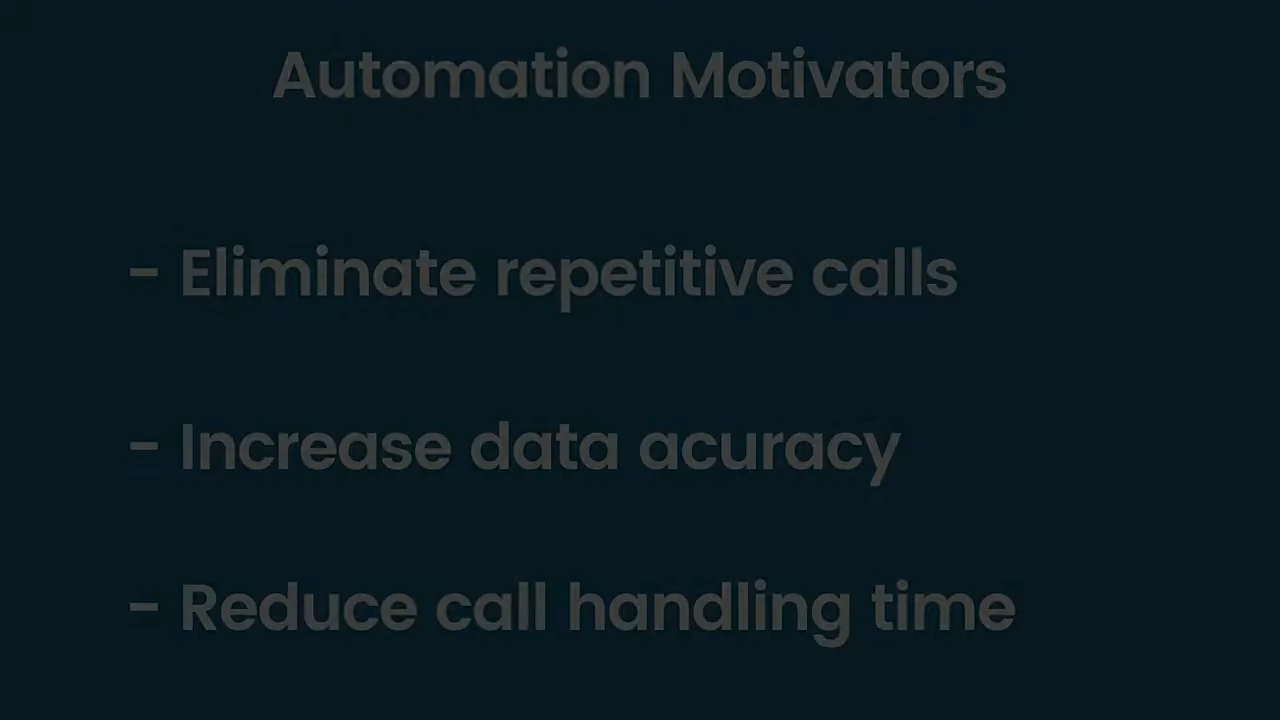 Automation Motivators
- Eliminate repetitive calls
- Increase data acuracy
- Reduce call handling time